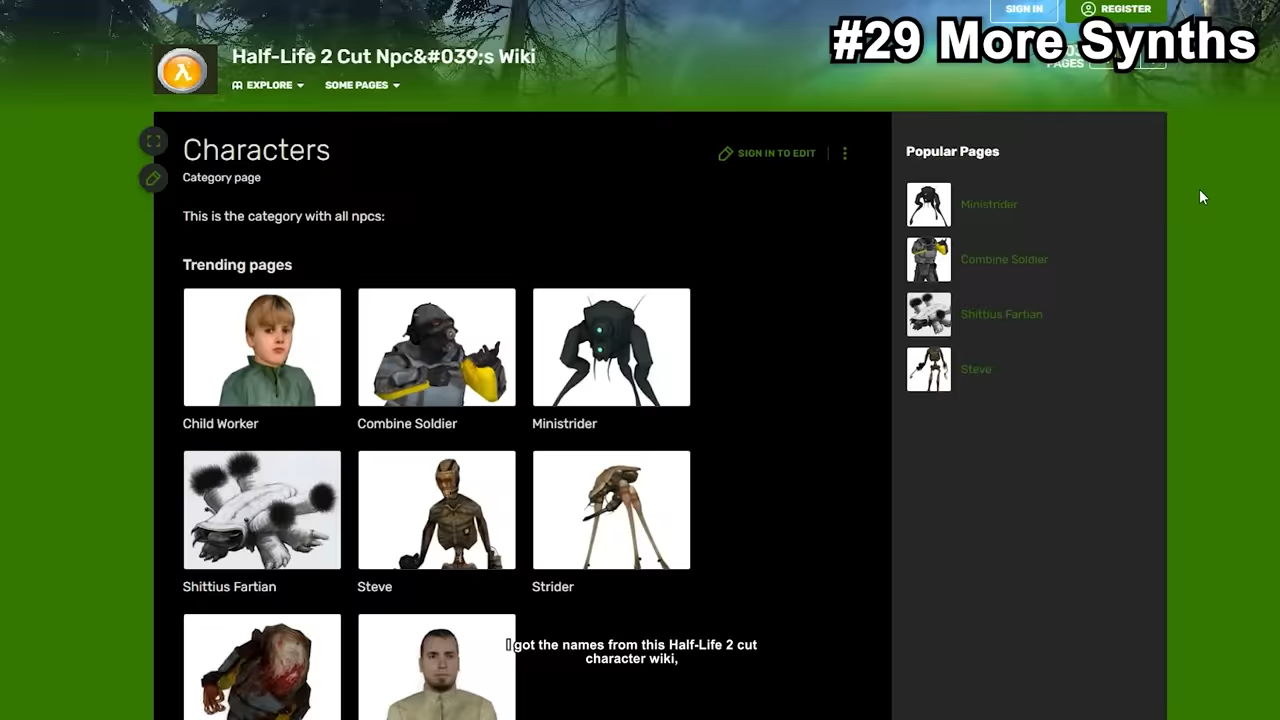 SIGN IN
REGISTER
#29 More Synths
Half-Life 2 Cut Npc&#039;s Wiki
PAGES
EXPLORE
SOME PAGES
Characters
SIGN IN TO EDIT
Category page
This is the category with all npcs:
Trending pages
Child Worker
Combine Soldier
Ministrider
Shittius Fartian
Steve
Strider
Popular Pages
Ministrider
Combine Soldier
Shittius Fartian
Steve
I got the names from this Half-Life 2 cut
character wiki,